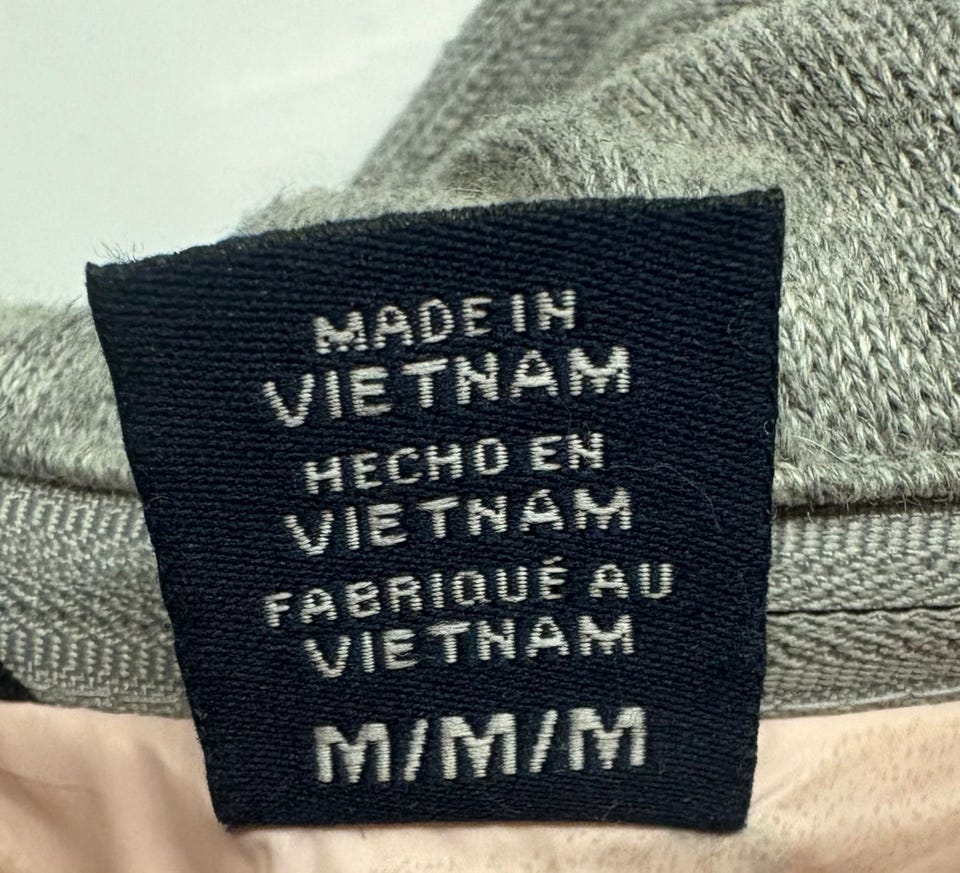 MADE IN
VIETNAM
HECHO EN
VIETNAM
FABRIQUÉ AU
VIETNAM
M/M/M